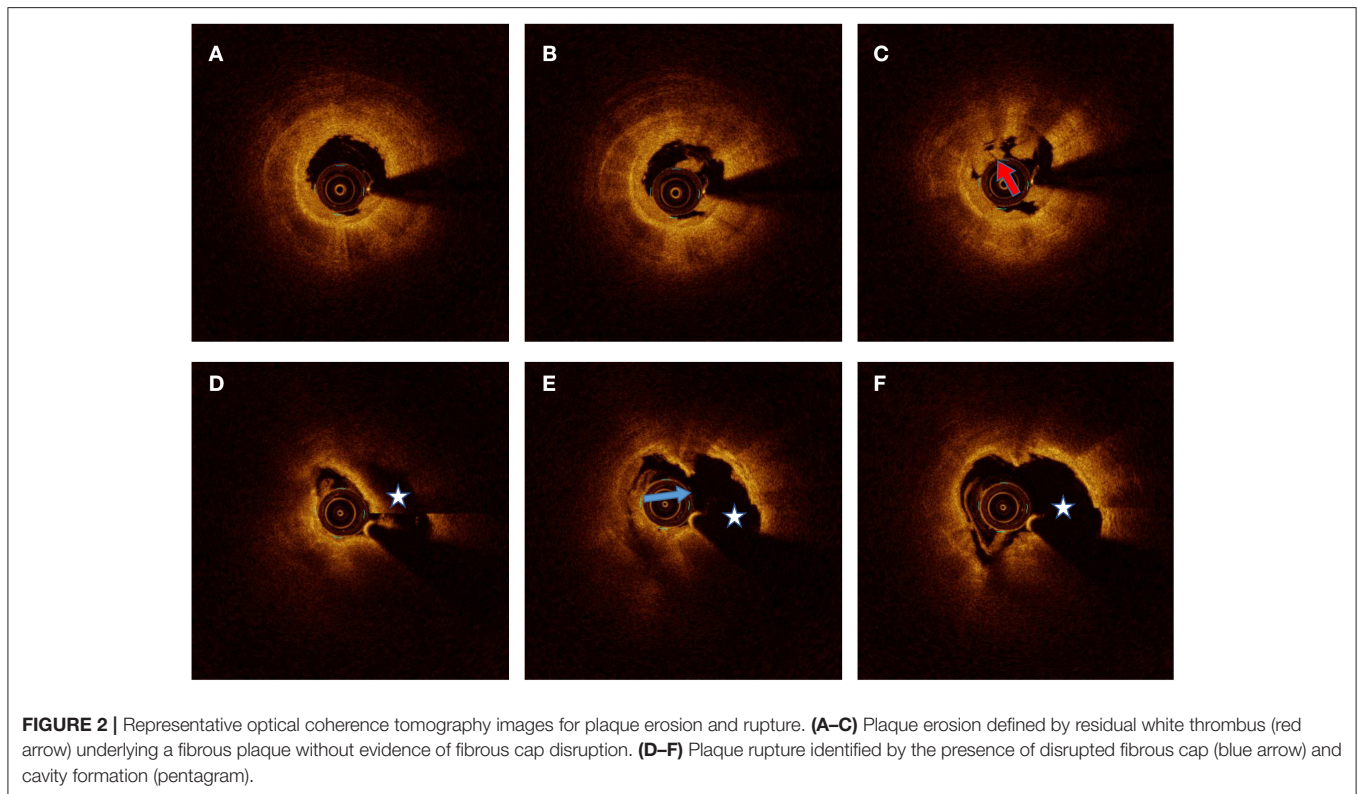 A
B
C
D
E
F
FIGURE 2 | Representative optical coherence tomography images for plaque erosion and rupture. (A–C) Plaque erosion defined by residual white thrombus (red
arrow) underlying a fibrous plaque without evidence of fibrous cap disruption. (D–F) Plaque rupture identified by the presence of disrupted fibrous cap (blue arrow) and
cavity formation (pentagram).